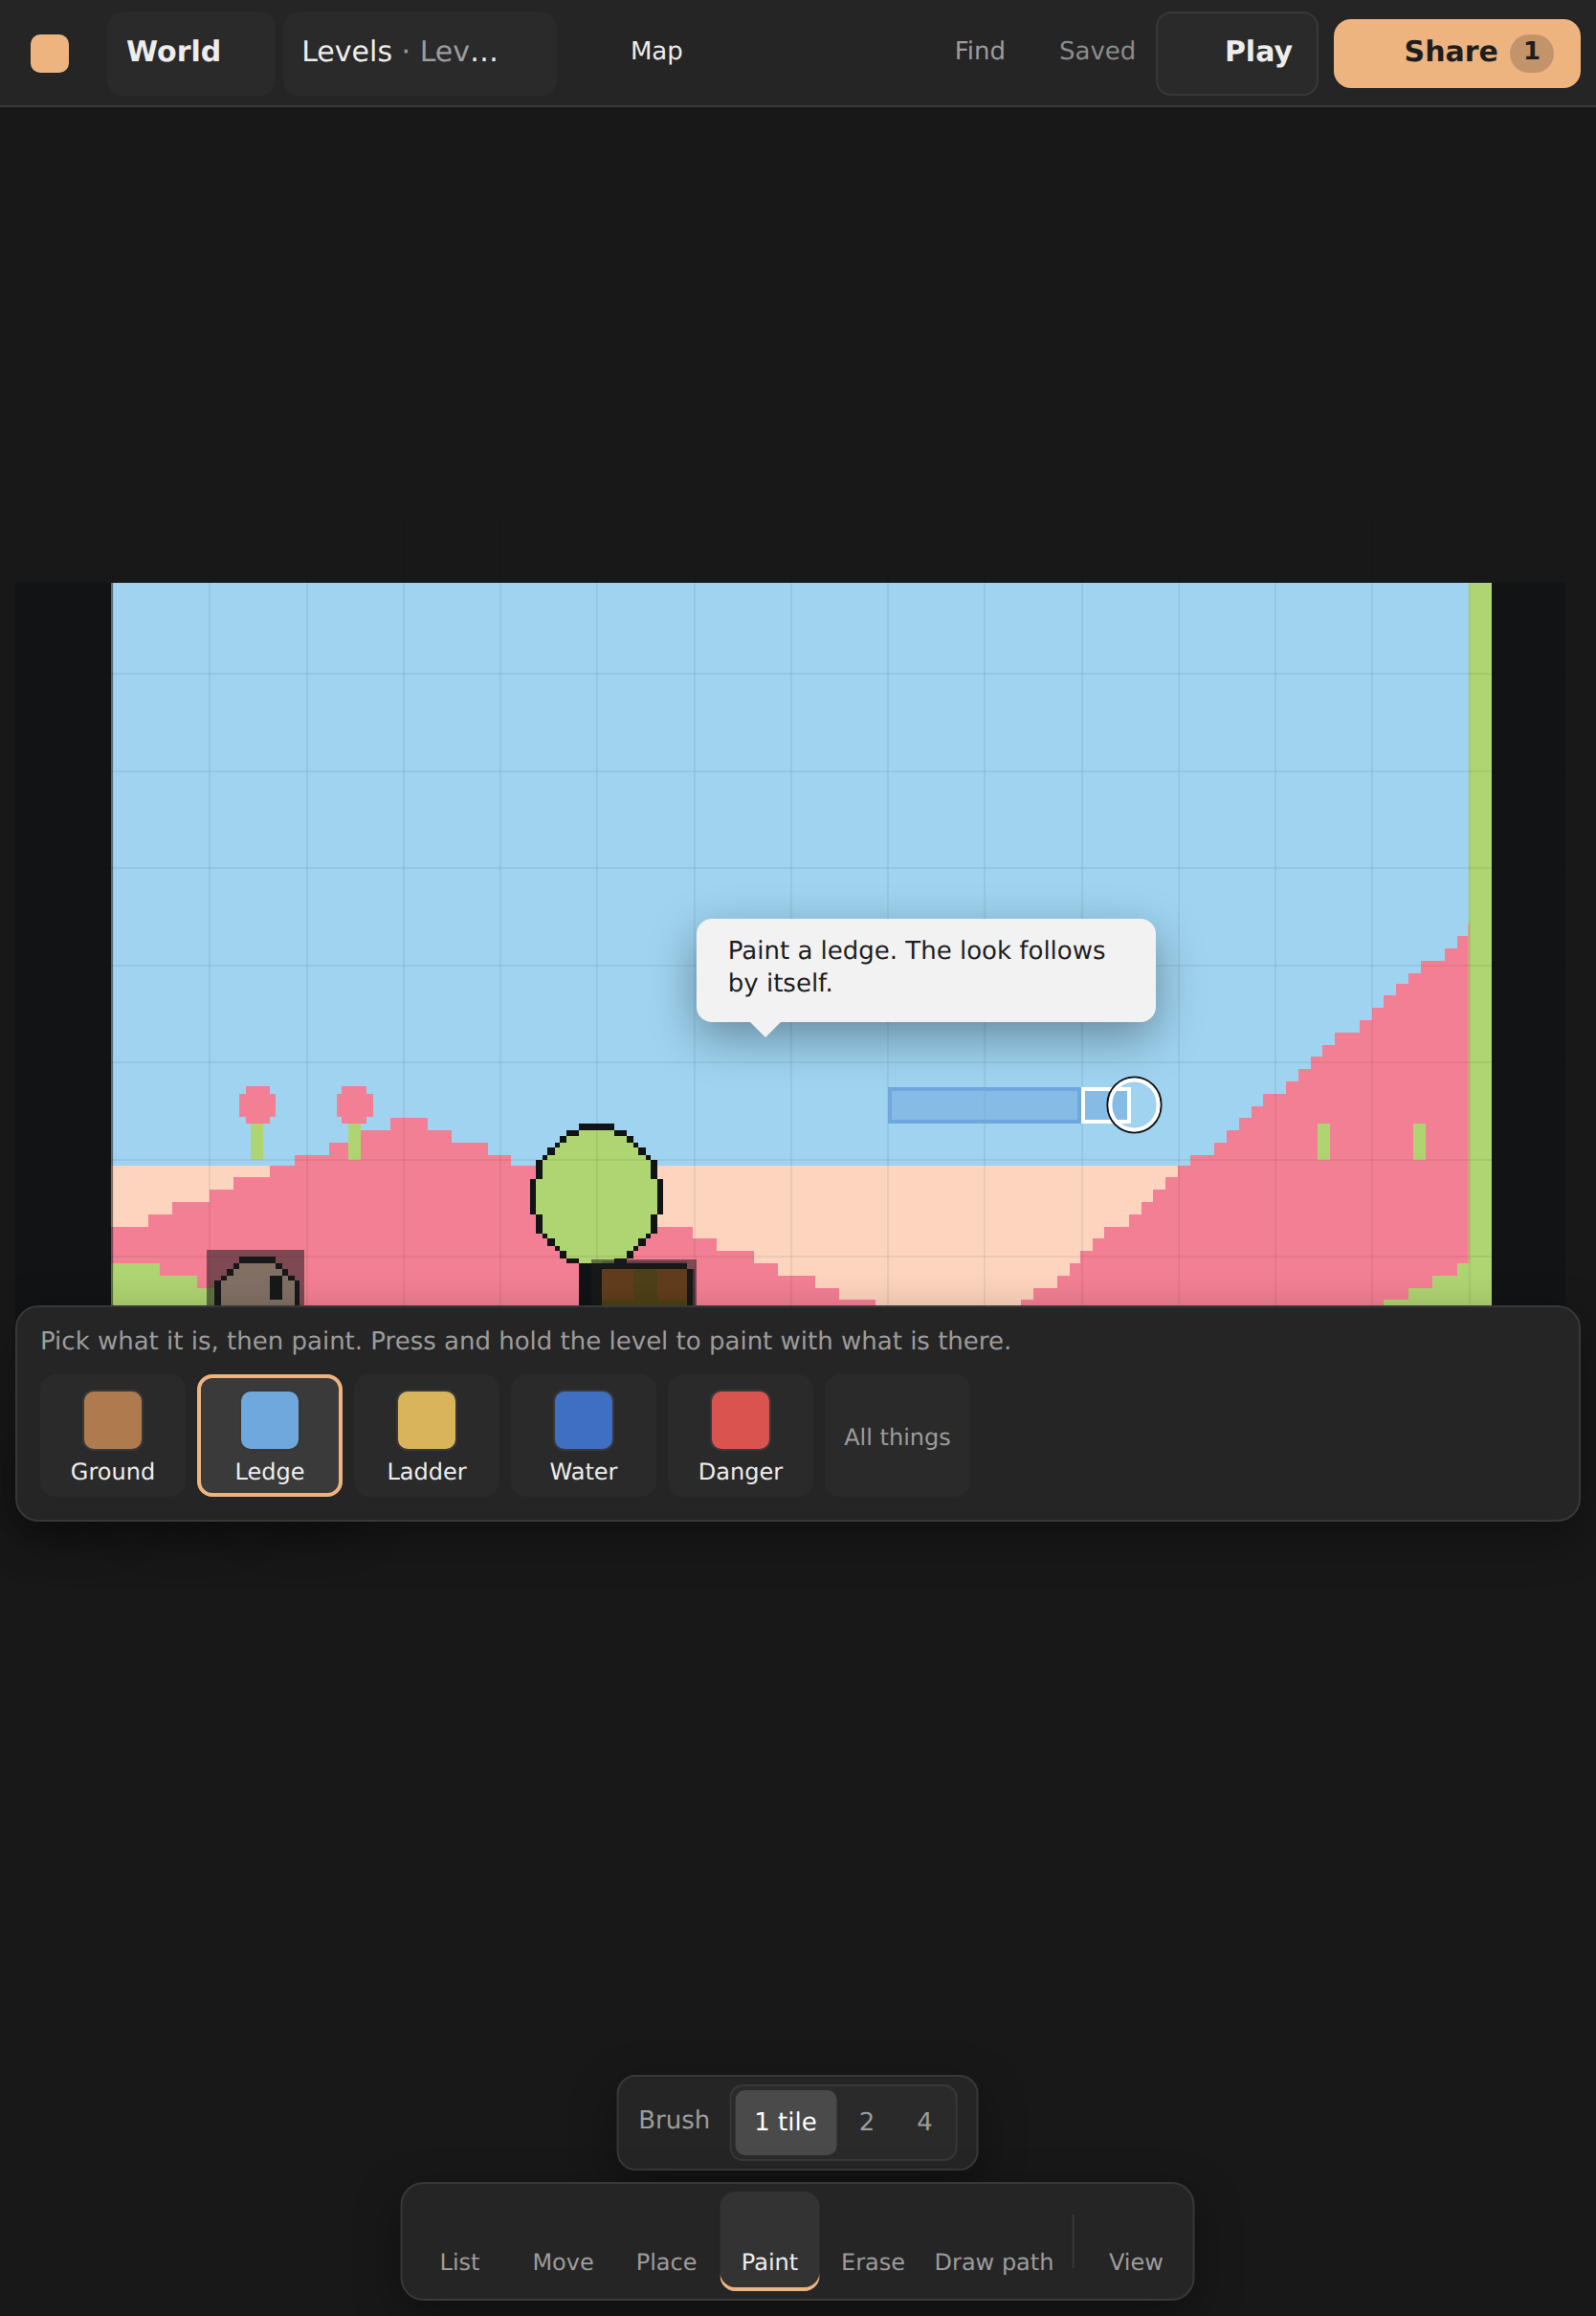 World
Levels · Lev…
Map
Find
Saved
Play
Share 1
Paint a ledge. The look follows
by itself.
Pick what it is, then paint. Press and hold the level to paint with what is there.
Ground
Ledge
Ladder
Water
Danger
All things
Brush
1 tile
2
4
List
Move
Place
Paint
Erase
Draw path
View